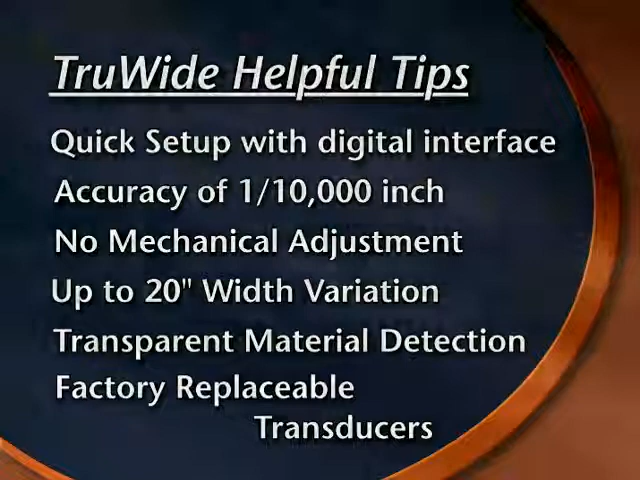 TruWide Helpful Tips
Quick Setup with digital interface
Accuracy of 1/10,000 inch
No Mechanical Adjustment
Up to 20" Width Variation
Transparent Material Detection
Factory Replaceable
Transducers